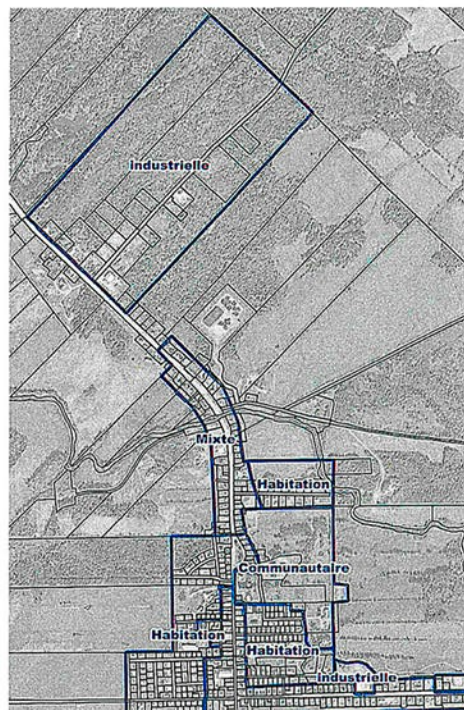 industrielle
Mixte
Habitation
Communautaire
Habitation
Habitation
industrielle